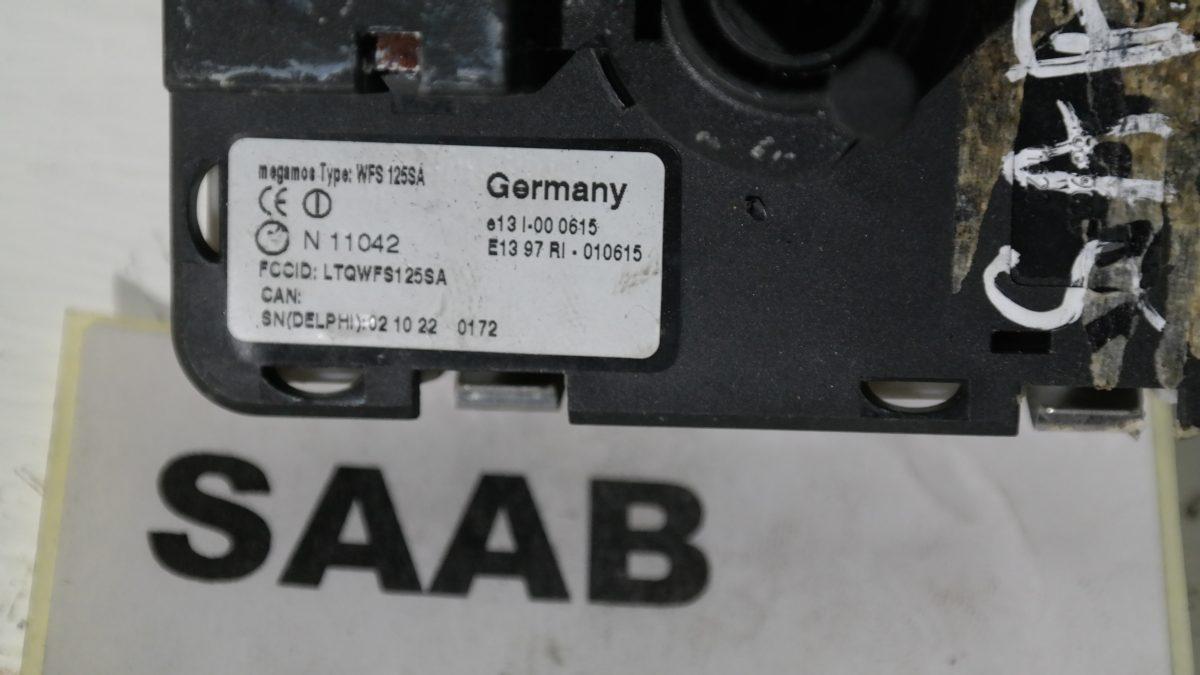 megamos Type: WFS 125SA
CE
N 11042
FCCID: LTQWFS125SA
CAN:
SN(DELPHI):02 10 22 0172
Germany
e13 I-00 0615
E13 97 RI - 010615
SAAB